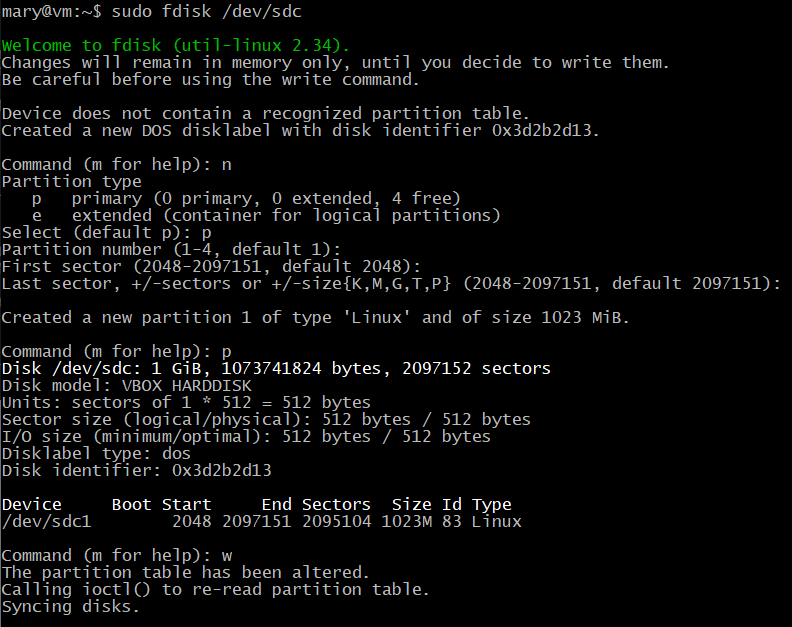 mary@vm:~$ sudo fdisk /dev/sdc
Welcome to fdisk (util-linux 2.34).
Changes will remain in memory only, until you decide to write them.
Be careful before using the write command.
Device does not contain a recognized partition table.
Created a new DOS disklabel with disk identifier 0x3d2b2d13.
Command (m for help): n
Partition type
   p   primary (0 primary, 0 extended, 4 free)
   e   extended (container for logical partitions)
Select (default p): p
Partition number (1-4, default 1):
First sector (2048-2097151, default 2048):
Last sector, +/-sectors or +/-size{K,M,G,T,P} (2048-2097151, default 2097151):
Created a new partition 1 of type 'Linux' and of size 1023 MiB.
Command (m for help): p
Disk /dev/sdc: 1 GiB, 1073741824 bytes, 2097152 sectors
Disk model: VBOX HARDDISK
Units: sectors of 1 * 512 = 512 bytes
Sector size (logical/physical): 512 bytes / 512 bytes
I/O size (minimum/optimal): 512 bytes / 512 bytes
Disklabel type: dos
Disk identifier: 0x3d2b2d13
Device     Boot Start     End Sectors  Size Id Type
/dev/sdc1        2048 2097151 2095104 1023M 83 Linux
Command (m for help): w
The partition table has been altered.
Calling ioctl() to re-read partition table.
Syncing disks.